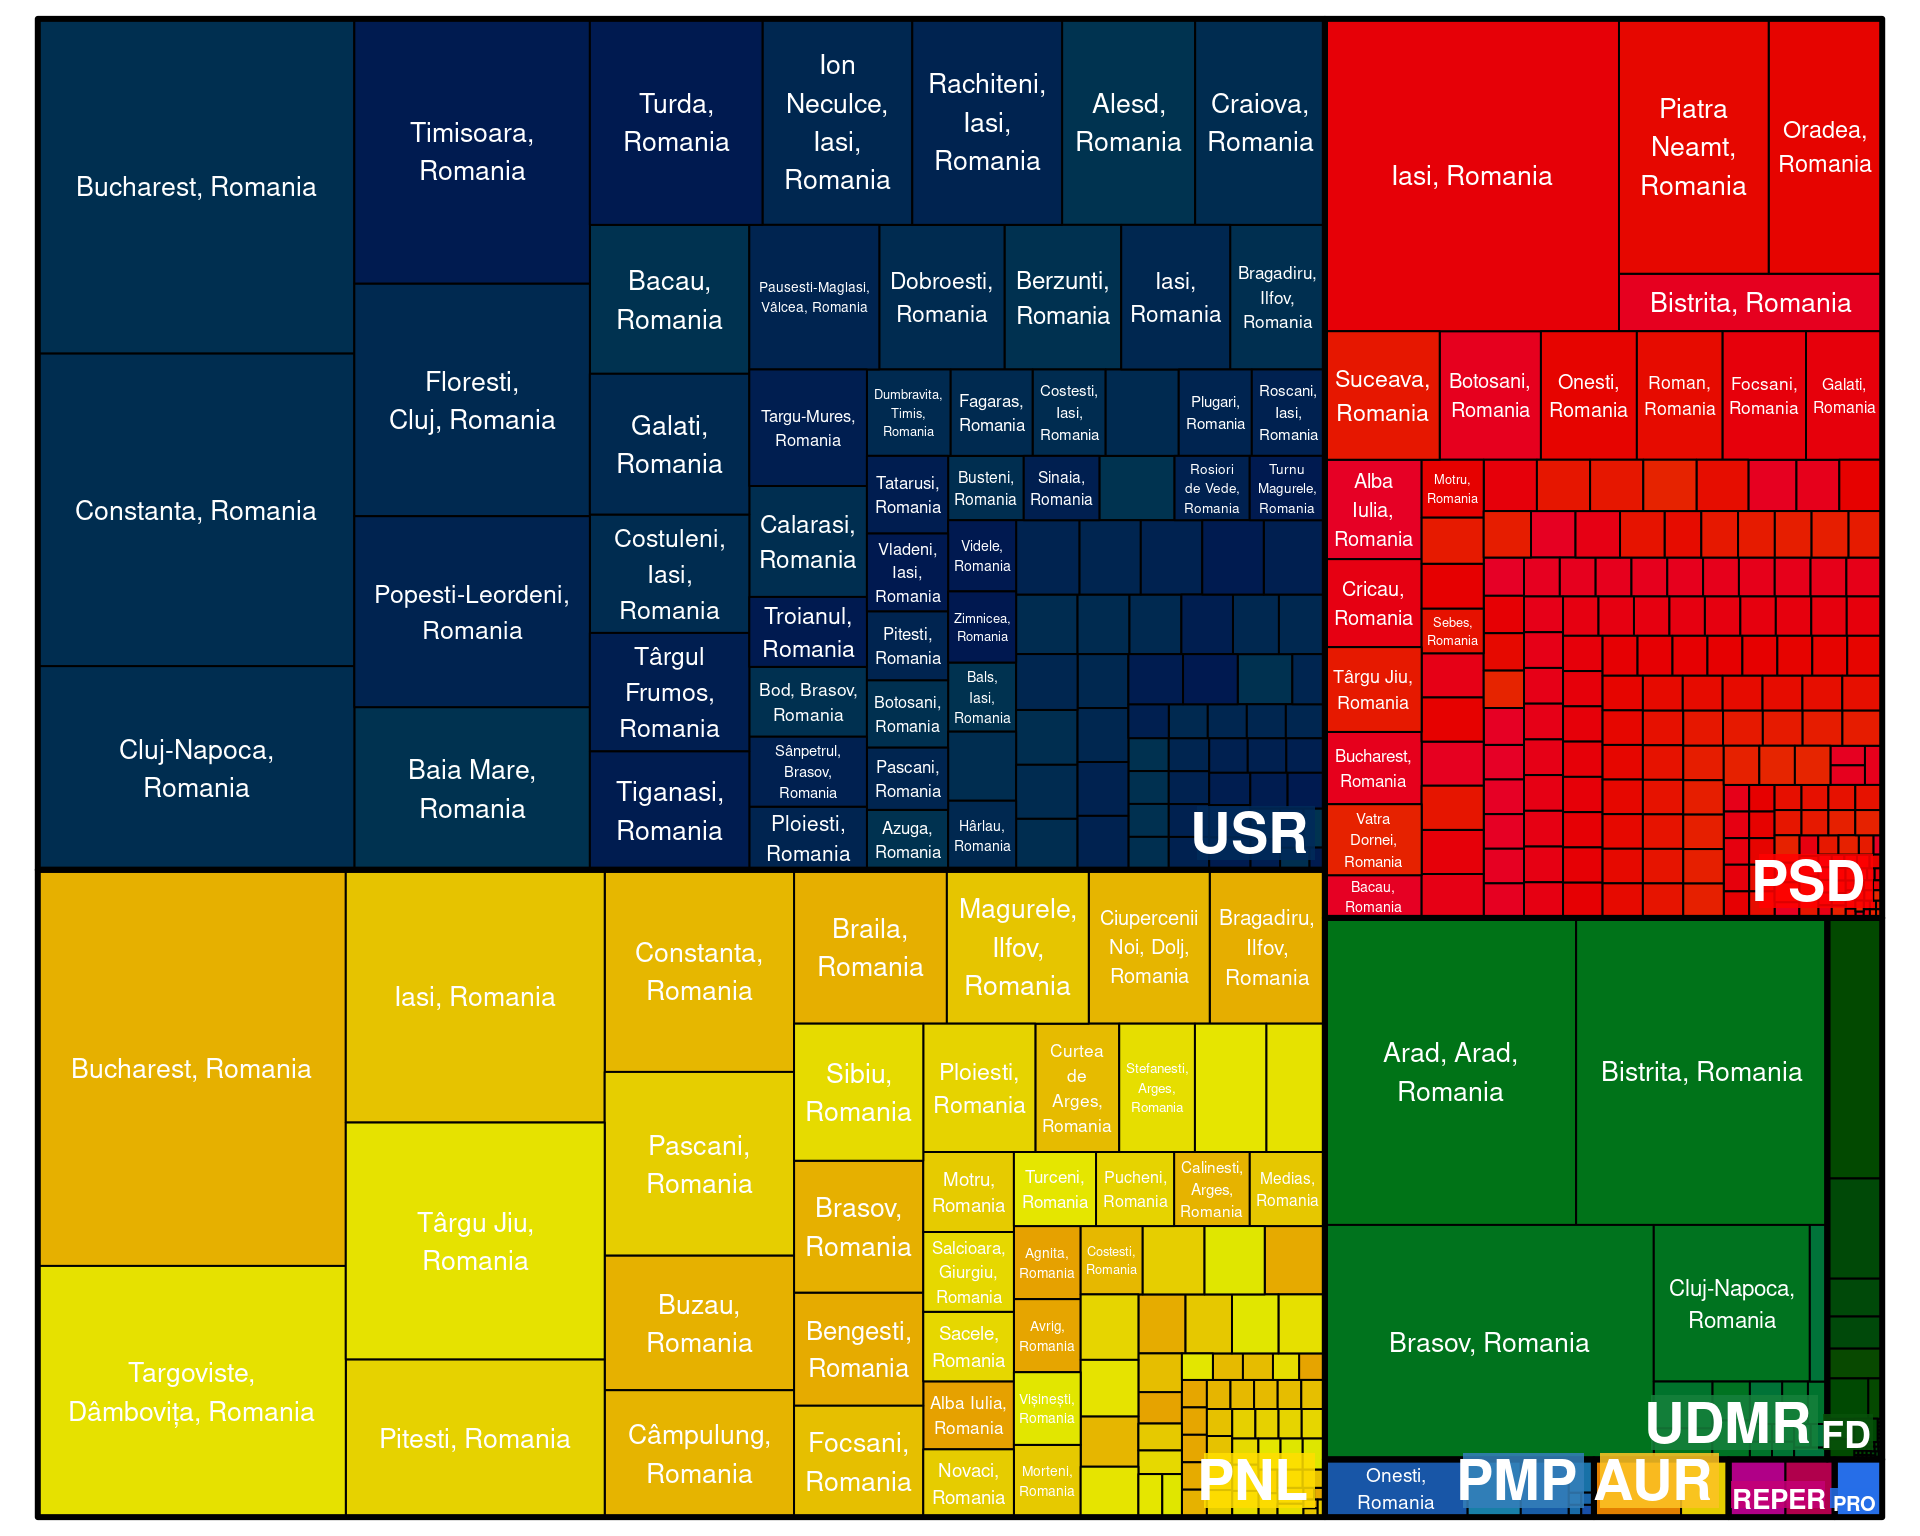 Bucharest, Romania
Constanta, Romania
Cluj-Napoca,
Romania
Timisoara,
Romania
Floresti,
Cluj, Romania
Popesti-Leordeni,
Romania
Baia Mare,
Romania
Turda,
Romania
Ion
Neculce,
Iasi,
Romania
Rachiteni,
Iasi,
Romania
Alesd,
Romania
Craiova,
Romania
Bacau,
Romania
Galati,
Romania
Costuleni,
Iasi,
Romania
Târgul
Frumos,
Romania
Tiganasi,
Romania
Pausesti-Maglasi,
Vâlcea, Romania
Dobroesti,
Romania
Berzunti,
Romania
Iasi,
Romania
Bragadiru,
Ilfov,
Romania
Targu-Mures,
Romania
Calarasi,
Romania
Troianul,
Romania
Bod, Brasov,
Romania
Sânpetrul,
Brasov,
Romania
Ploiesti,
Romania
Dumbravita,
Timis,
Romania
Fagaras,
Romania
Costesti,
Iasi,
Romania
Plugari,
Romania
Roscani,
Iasi,
Romania
Tatarusi,
Romania
Vladeni,
Iasi,
Romania
Pitesti,
Romania
Botosani,
Romania
Pascani,
Romania
Azuga,
Romania
Busteni,
Romania
Sinaia,
Romania
Rosiori
de Vede,
Romania
Turnu
Magurele,
Romania
Videle,
Romania
Zimnicea,
Romania
Bals,
Iasi,
Romania
Hârlau,
Romania
USR
Iasi, Romania
Piatra
Neamt,
Romania
Oradea,
Romania
Bistrita, Romania
Suceava,
Romania
Botosani,
Romania
Onesti,
Romania
Roman,
Romania
Focsani,
Romania
Galati,
Romania
Alba
Iulia,
Romania
Cricau,
Romania
Târgu Jiu,
Romania
Bucharest,
Romania
Vatra
Dornei,
Romania
Bacau,
Romania
Motru,
Romania
Sebes,
Romania
PSD
Bucharest, Romania
Targoviste,
Dâmbovița, Romania
Iasi, Romania
Târgu Jiu,
Romania
Pitesti, Romania
Constanta,
Romania
Pascani,
Romania
Buzau,
Romania
Câmpulung,
Romania
Braila,
Romania
Magurele,
Ilfov,
Romania
Ciupercenii
Noi, Dolj,
Romania
Bragadiru,
Ilfov,
Romania
Sibiu,
Romania
Brasov,
Romania
Bengesti,
Romania
Focsani,
Romania
Ploiesti,
Romania
Curtea
de
Arges,
Romania
Stefanesti,
Arges,
Romania
Motru,
Romania
Salcioara,
Giurgiu,
Romania
Sacele,
Romania
Alba Iulia,
Romania
Novaci,
Romania
Turceni,
Romania
Pucheni,
Romania
Calinesti,
Arges,
Romania
Medias,
Romania
Agnita,
Romania
Costesti,
Romania
Avrig,
Romania
Vișinești,
Romania
Morteni,
Romania
PNL
Arad, Arad,
Romania
Bistrita, Romania
Brasov, Romania
Cluj-Napoca,
Romania
UDMR
FD
Onesti,
Romania
PMP
AUR
REPER
PRO